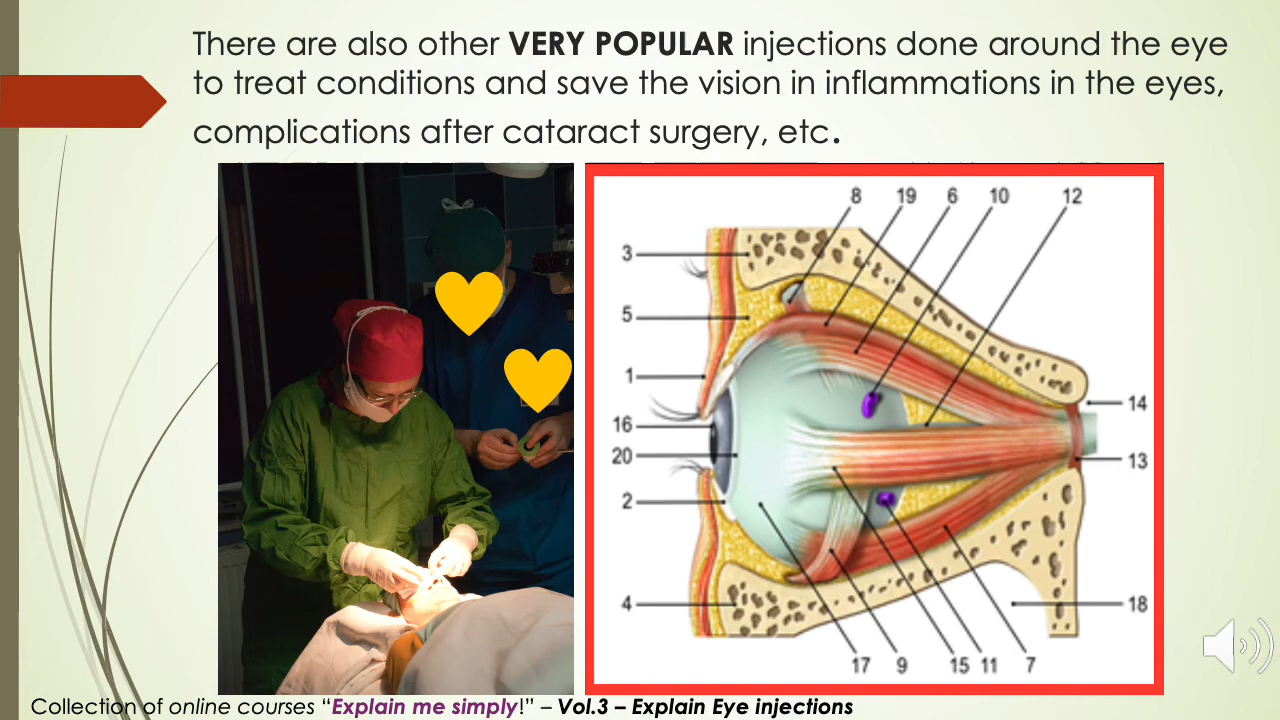 There are also other VERY POPULAR injections done around the eye
to treat conditions and save the vision in inflammations in the eyes,
complications after cataract surgery, etc.
8 19 6 10 12
3
5
1
14
16
20
13
2
4
18
17 9 15 11 7
Collection of online courses “Explain me simply!” – Vol.3 – Explain Eye injections